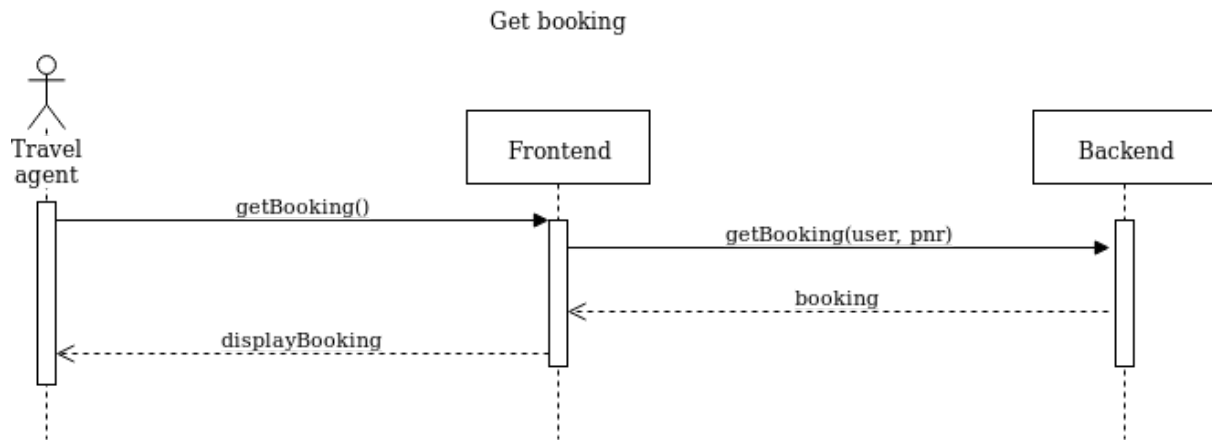 Get booking
Travel
agent
Frontend
Backend
getBooking()
getBooking(user, pnr)
booking
displayBooking